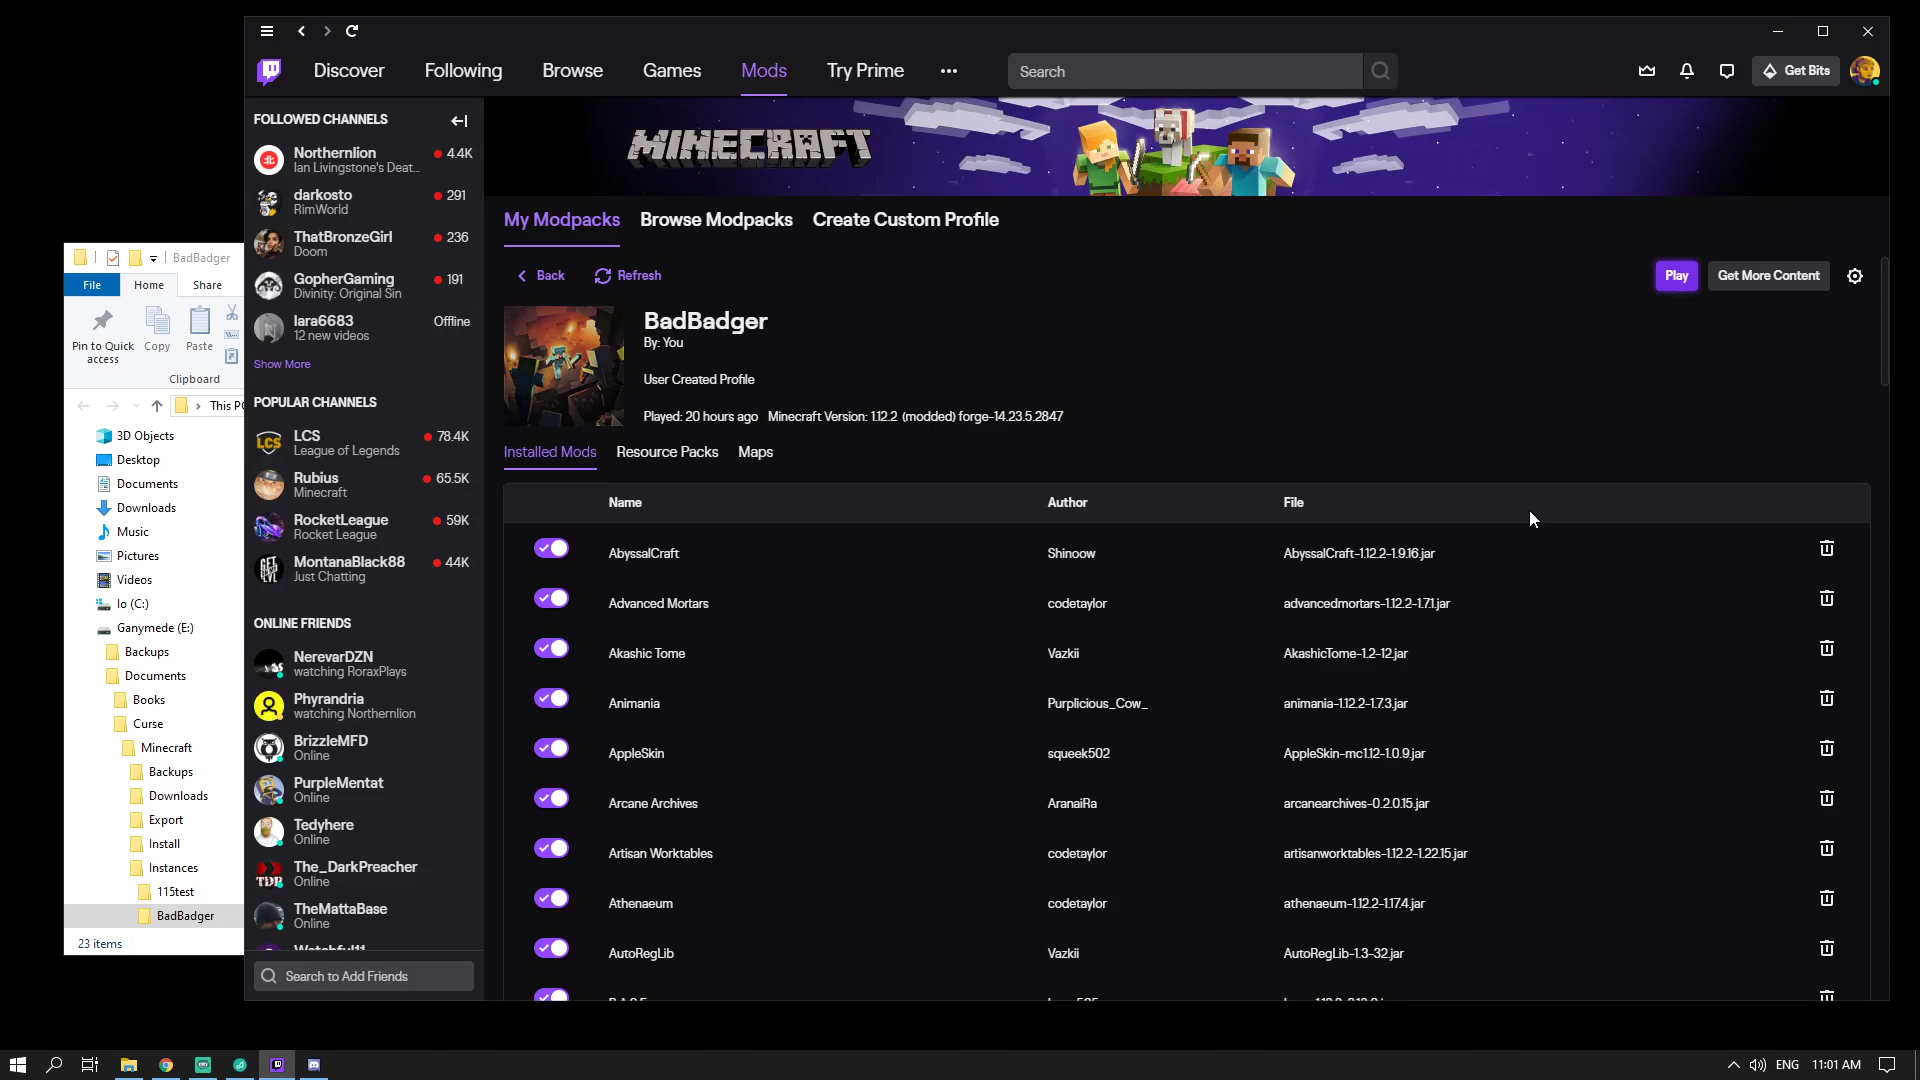 Discover
Following
Browse
Games
Mods
Try Prime
Search
Get Bits
FOLLOWED CHANNELS
Northernlion
4.4K
Ian Livingstone's Deat...
darkosto
291
RimWorld
ThatBronzeGirl
236
Doom
GopherGaming
191
Divinity: Original Sin
lara6683
Offline
12 new videos
Show More
POPULAR CHANNELS
LCS
LCS
78.4K
League of Legends
Rubius
65.5K
Minecraft
RocketLeague
59K
Rocket League
MontanaBlack88
44K
Just Chatting
ONLINE FRIENDS
NerevarDZN
watching RoraxPlays
Phyrandria
watching Northernlion
BrizzleMFD
Online
PurpleMentat
Online
Tedyhere
Online
TDP
The_DarkPreacher
Online
TheMattaBase
Online
Search to Add Friends
MINECRAFT
My Modpacks
Browse Modpacks
Create Custom Profile
Back
Refresh
Play
Get More Content
BadBadger
By: You
User Created Profile
Played: 20 hours ago Minecraft Version: 1.12.2 (modded) forge-14.23.5.2847
Installed Mods
Resource Packs
Maps
Name Author File
AbyssalCraft Shinoow AbyssalCraft-1.12.2-1.9.16.jar
Advanced Mortars codetaylor advancedmortars-1.12.2-1.7.1.jar
Akashic Tome Vazkii AkashicTome-1.2-12.jar
Animania Purplicious_Cow_ animania-1.12.2-1.7.3.jar
AppleSkin squeek502 AppleSkin-mc1.12-1.0.9.jar
Arcane Archives AranaiRa arcanearchives-0.2.0.15.jar
Artisan Worktables codetaylor artisanworktables-1.12.2-1.22.15.jar
Athenaeum codetaylor athenaeum-1.12.2-1.17.4.jar
AutoRegLib Vazkii AutoRegLib-1.3-32.jar
BadBadger
File
Home
Share
Pin to Quick
access
Copy
Paste
Clipboard
This PC
3D Objects
Desktop
Documents
Downloads
Music
Pictures
Videos
Io (C:)
Ganymede (E:)
Backups
Documents
Books
Curse
Minecraft
Backups
Downloads
Export
Install
Instances
115test
BadBadger
23 items
ENG
11:01 AM